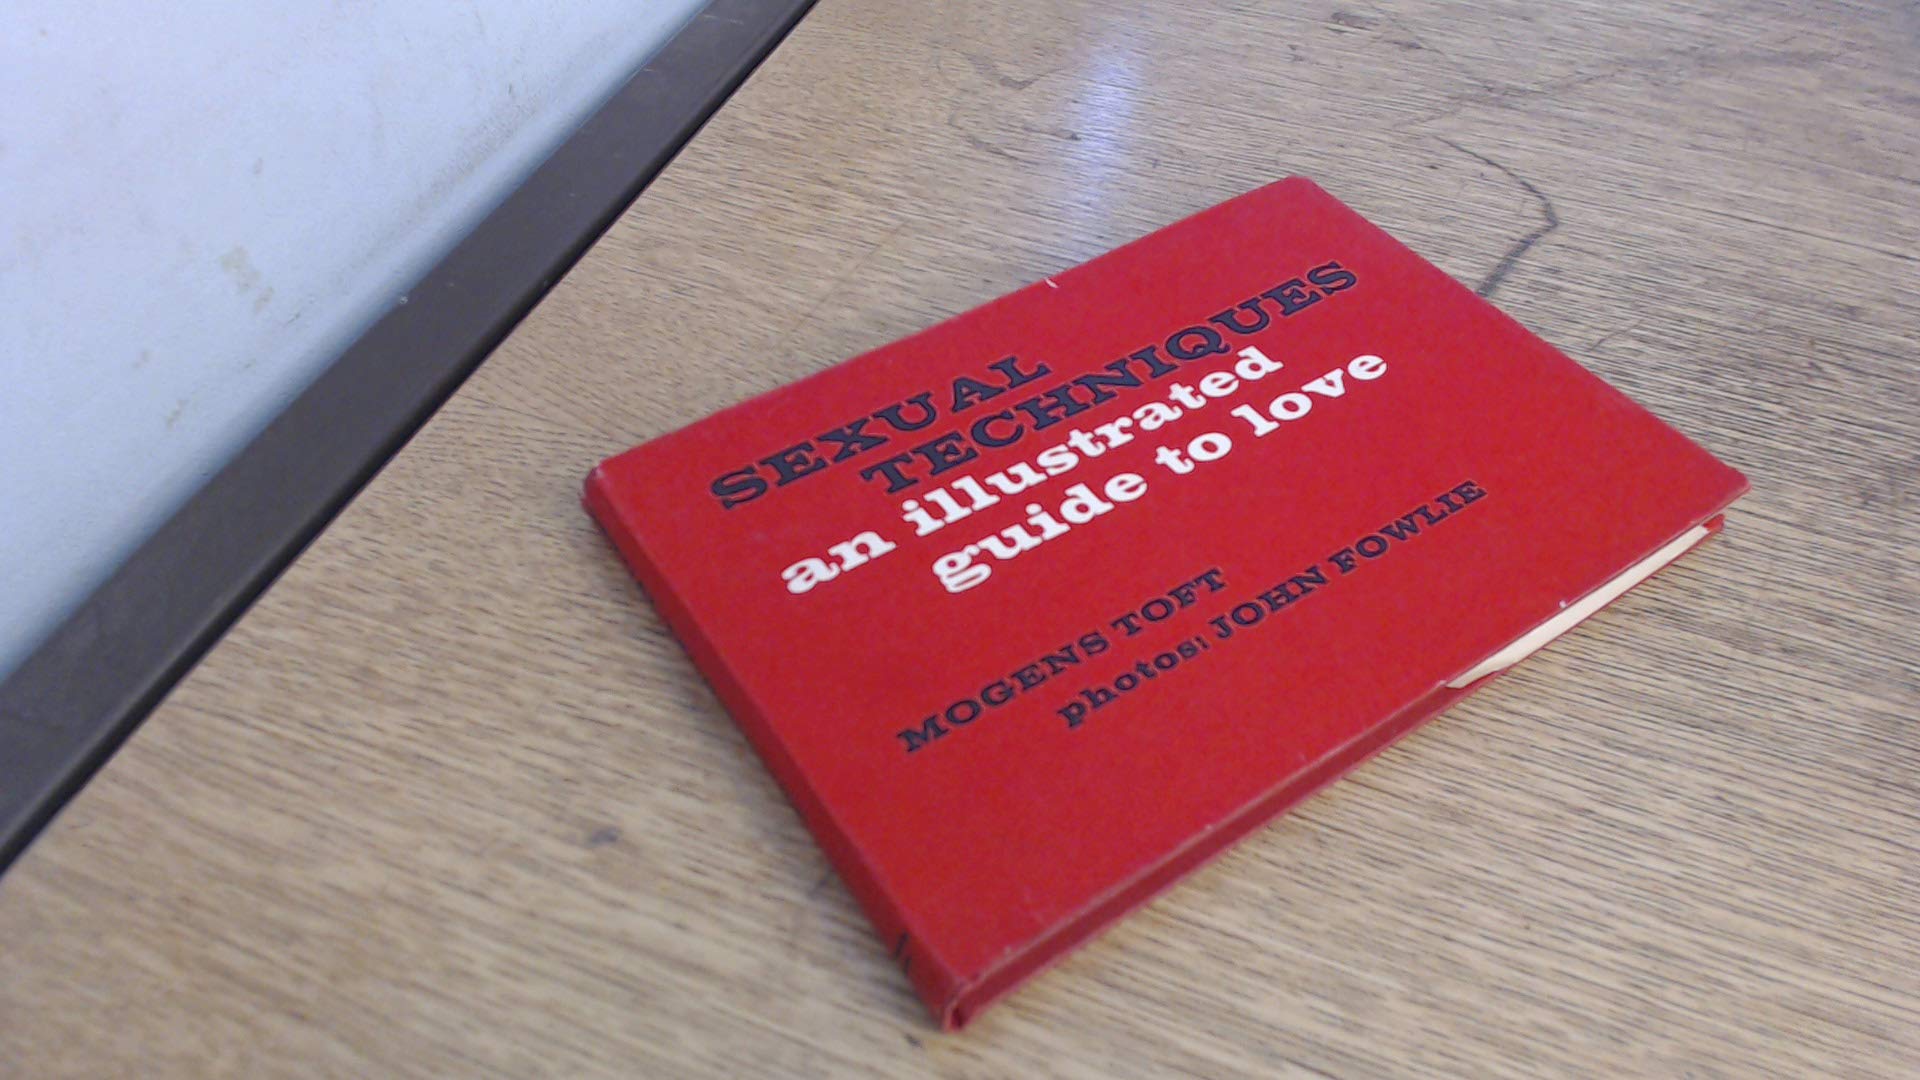 SEXUAL
TECHNIQUES
an illustrated
guide to love
MOGENS TOFT
photos: JOHN FOWLIE